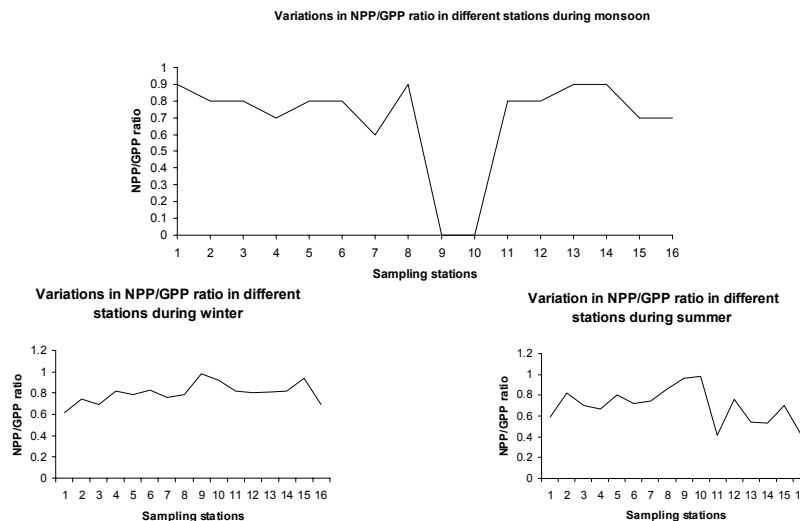 Variations in NPP/GPP ratio in different stations during monsoon
1
0.9
0.8
0.7
0.6
0.5
0.4
0.3
0.2
0.1
0
NPP/GPP ratio
1 2 3 4 5 6 7 8 9 10 11 12 13 14 15 16
Sampling stations
Variations in NPP/GPP ratio in different
stations during winter
1.2
1
0.8
0.6
0.4
0.2
0
NPP/GPP ratio
1 2 3 4 5 6 7 8 9 10 11 12 13 14 15 16
Sampling stations
Variation in NPP/GPP ratio in different
stations during summer
1.2
1
0.8
0.6
0.4
0.2
0
NPP/GPP ratio
1 2 3 4 5 6 7 8 9 10 11 12 13 14 15
Sampling stations